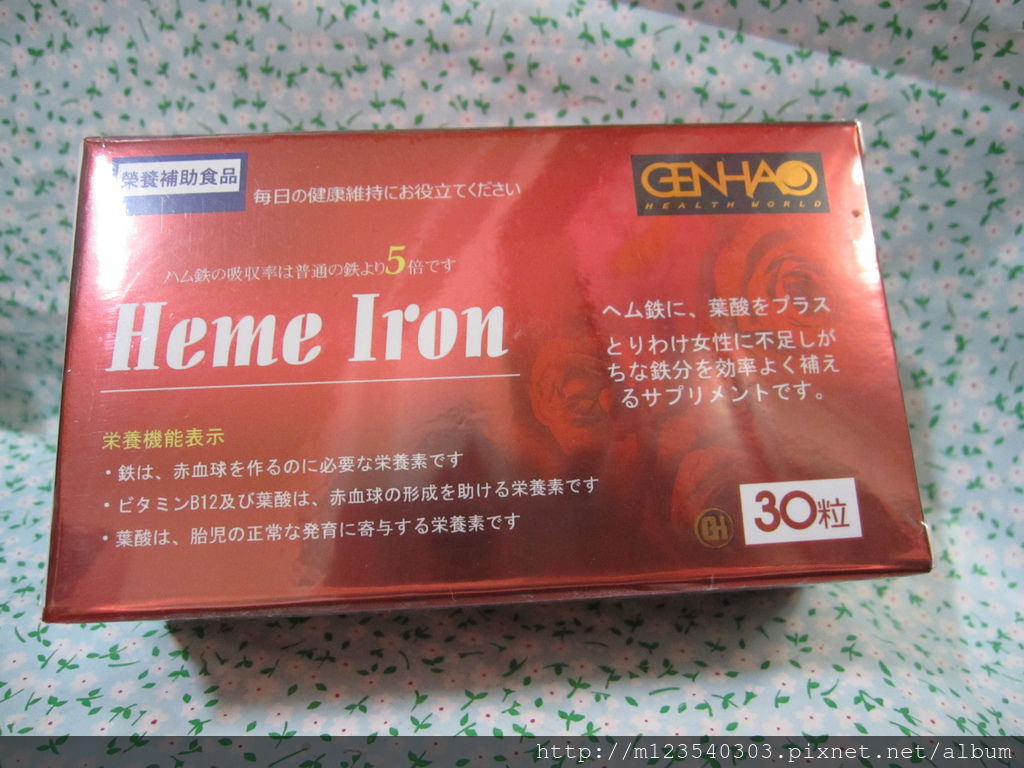 榮養補助食品
毎日の健康維持にお役立てください
GENHAO
HEALTH WORLD
ハム鉄の吸収率は普通の鉄より5倍です
Heme Iron
ヘム鉄に、葉酸をプラス
とりわけ女性に不足しが
ちな鉄分を効率よく補え
るサプリメントです。
栄養機能表示
・鉄は、赤血球を作るのに必要な栄養素です
・ビタミンB12及び葉酸は、赤血球の形成を助ける栄養素です
・葉酸は、胎児の正常な発育に寄与する栄養素です
GH
30粒
http://m123540303.pixnet.net/album